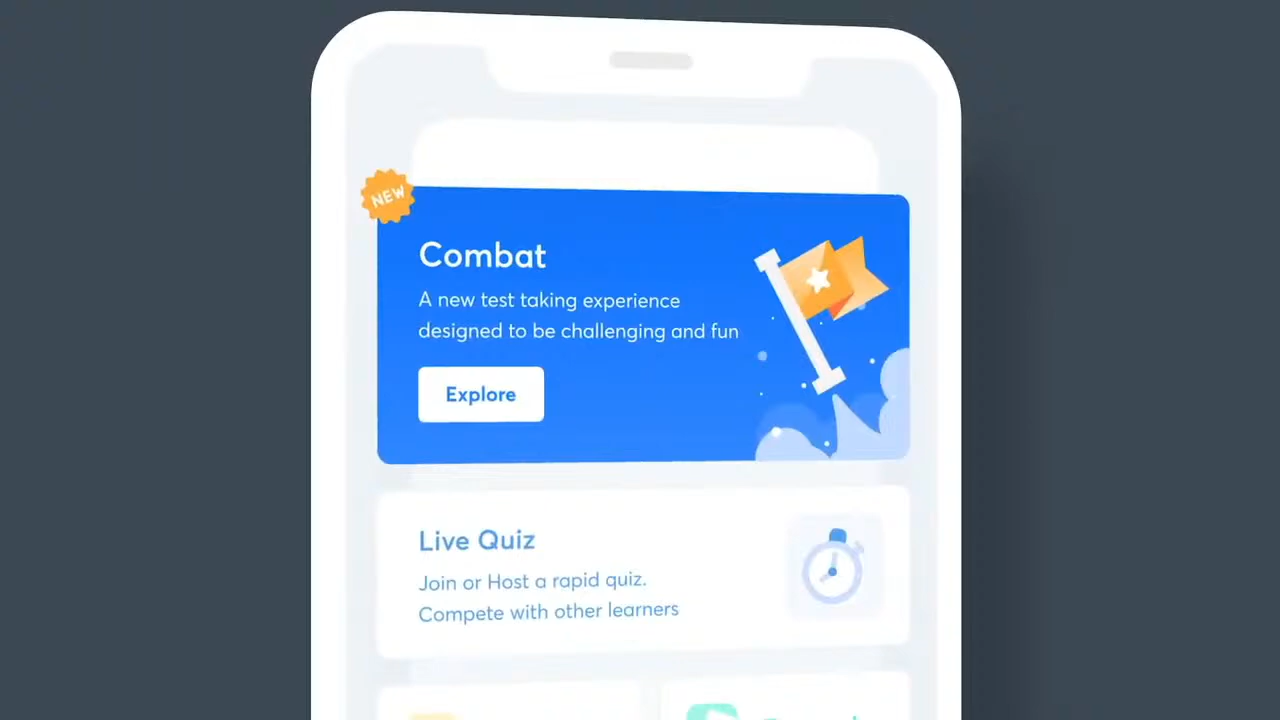 NEW
Combat
A new test taking experience
designed to be challenging and fun
Explore
Live Quiz
Join or Host a rapid quiz.
Compete with other learners